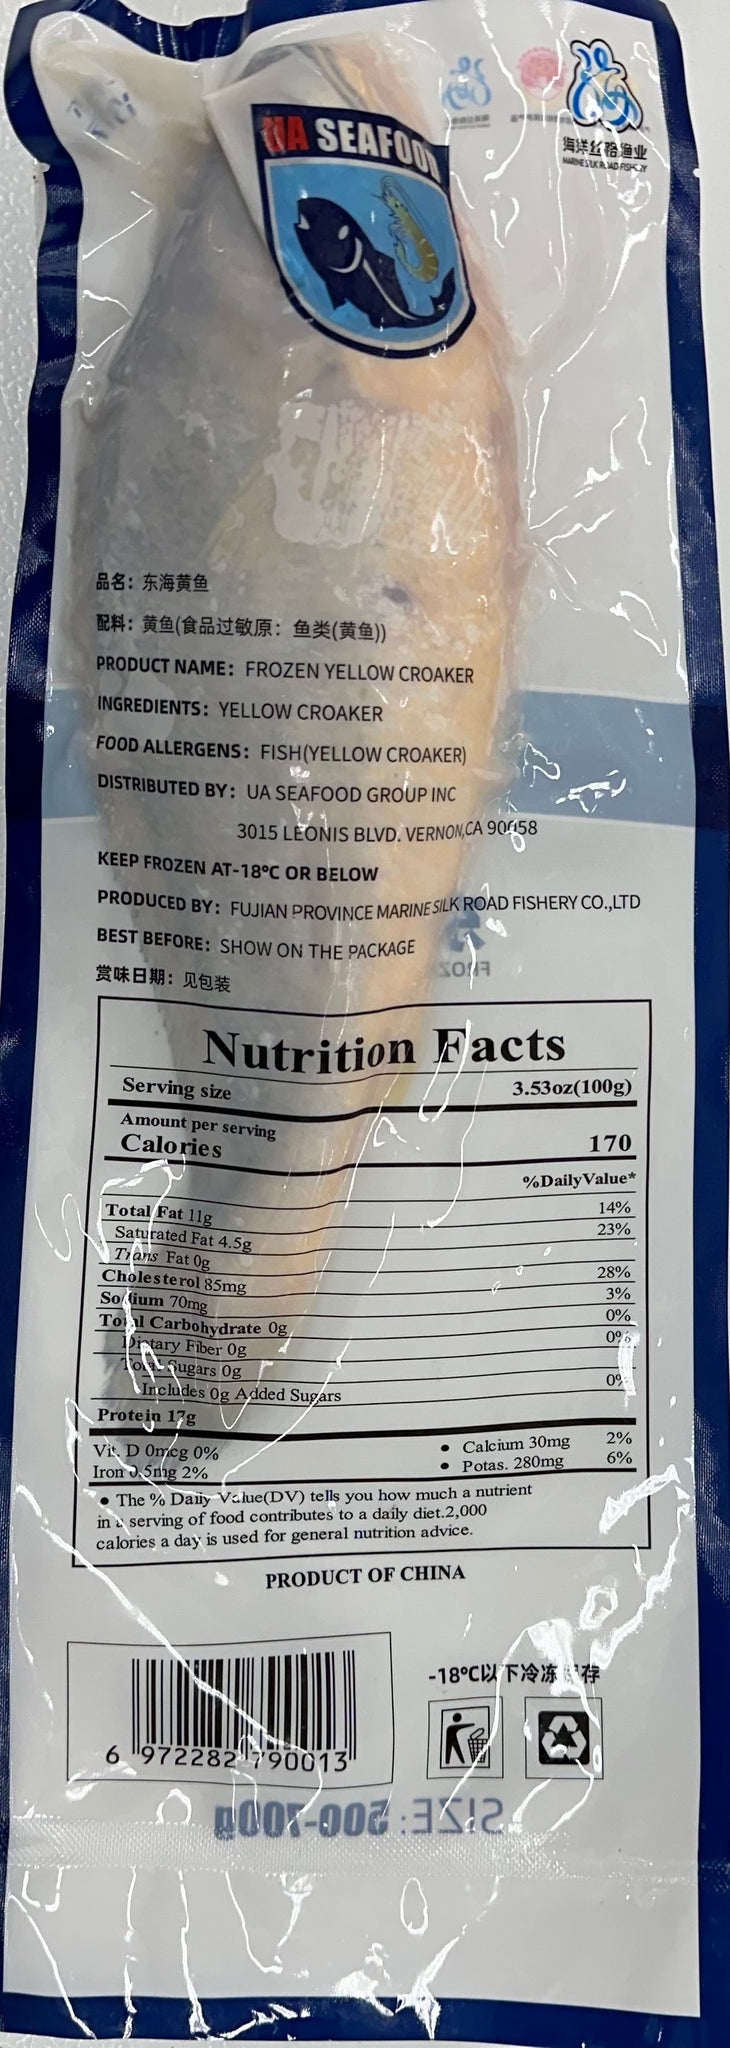 UA SEAFOOD
海洋丝路渔业
MARINE SILK ROAD FISHERY
品名：东海黄鱼
配料：黄鱼(食品过敏原：鱼类(黄鱼))
PRODUCT NAME: FROZEN YELLOW CROAKER
INGREDIENTS: YELLOW CROAKER
FOOD ALLERGENS: FISH(YELLOW CROAKER)
DISTRIBUTED BY: UA SEAFOOD GROUP INC
3015 LEONIS BLVD. VERNON,CA 90058
KEEP FROZEN AT-18℃ OR BELOW
PRODUCED BY: FUJIAN PROVINCE MARINE SILK ROAD FISHERY CO.,LTD
BEST BEFORE: SHOW ON THE PACKAGE
FROZ
赏味日期：见包装
Nutrition Facts
Serving size 3.53oz(100g)
Amount per serving
Calories 170
%DailyValue*
Total Fat 11g 14%
Saturated Fat 4.5g 23%
Trans Fat 0g
Cholesterol 85mg 28%
Sodium 70mg 3%
Total Carbohydrate 0g 0%
Dietary Fiber 0g 0%
Total Sugars 0g
Includes 0g Added Sugars 0%
Protein 17g
Vit. D 0mcg 0% • Calcium 30mg 2%
Iron 0.5mg 2% • Potas. 280mg 6%
• The % Daily Value(DV) tells you how much a nutrient
in a serving of food contributes to a daily diet.2,000
calories a day is used for general nutrition advice.
PRODUCT OF CHINA
-18℃以下冷冻保存
6 972282 790013
SIZE: 500-700g